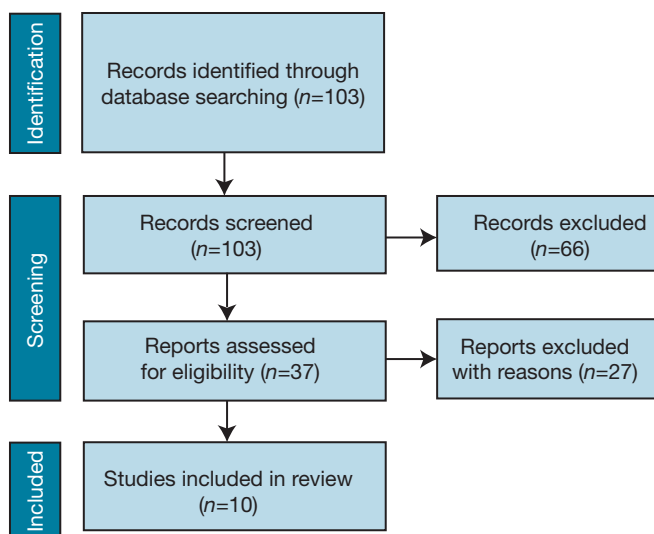 Identification
Records identified through
database searching (n=103)
Screening
Records screened
(n=103)
Records excluded
(n=66)
Reports assessed
for eligibility (n=37)
Reports excluded
with reasons (n=27)
Included
Studies included in review
(n=10)